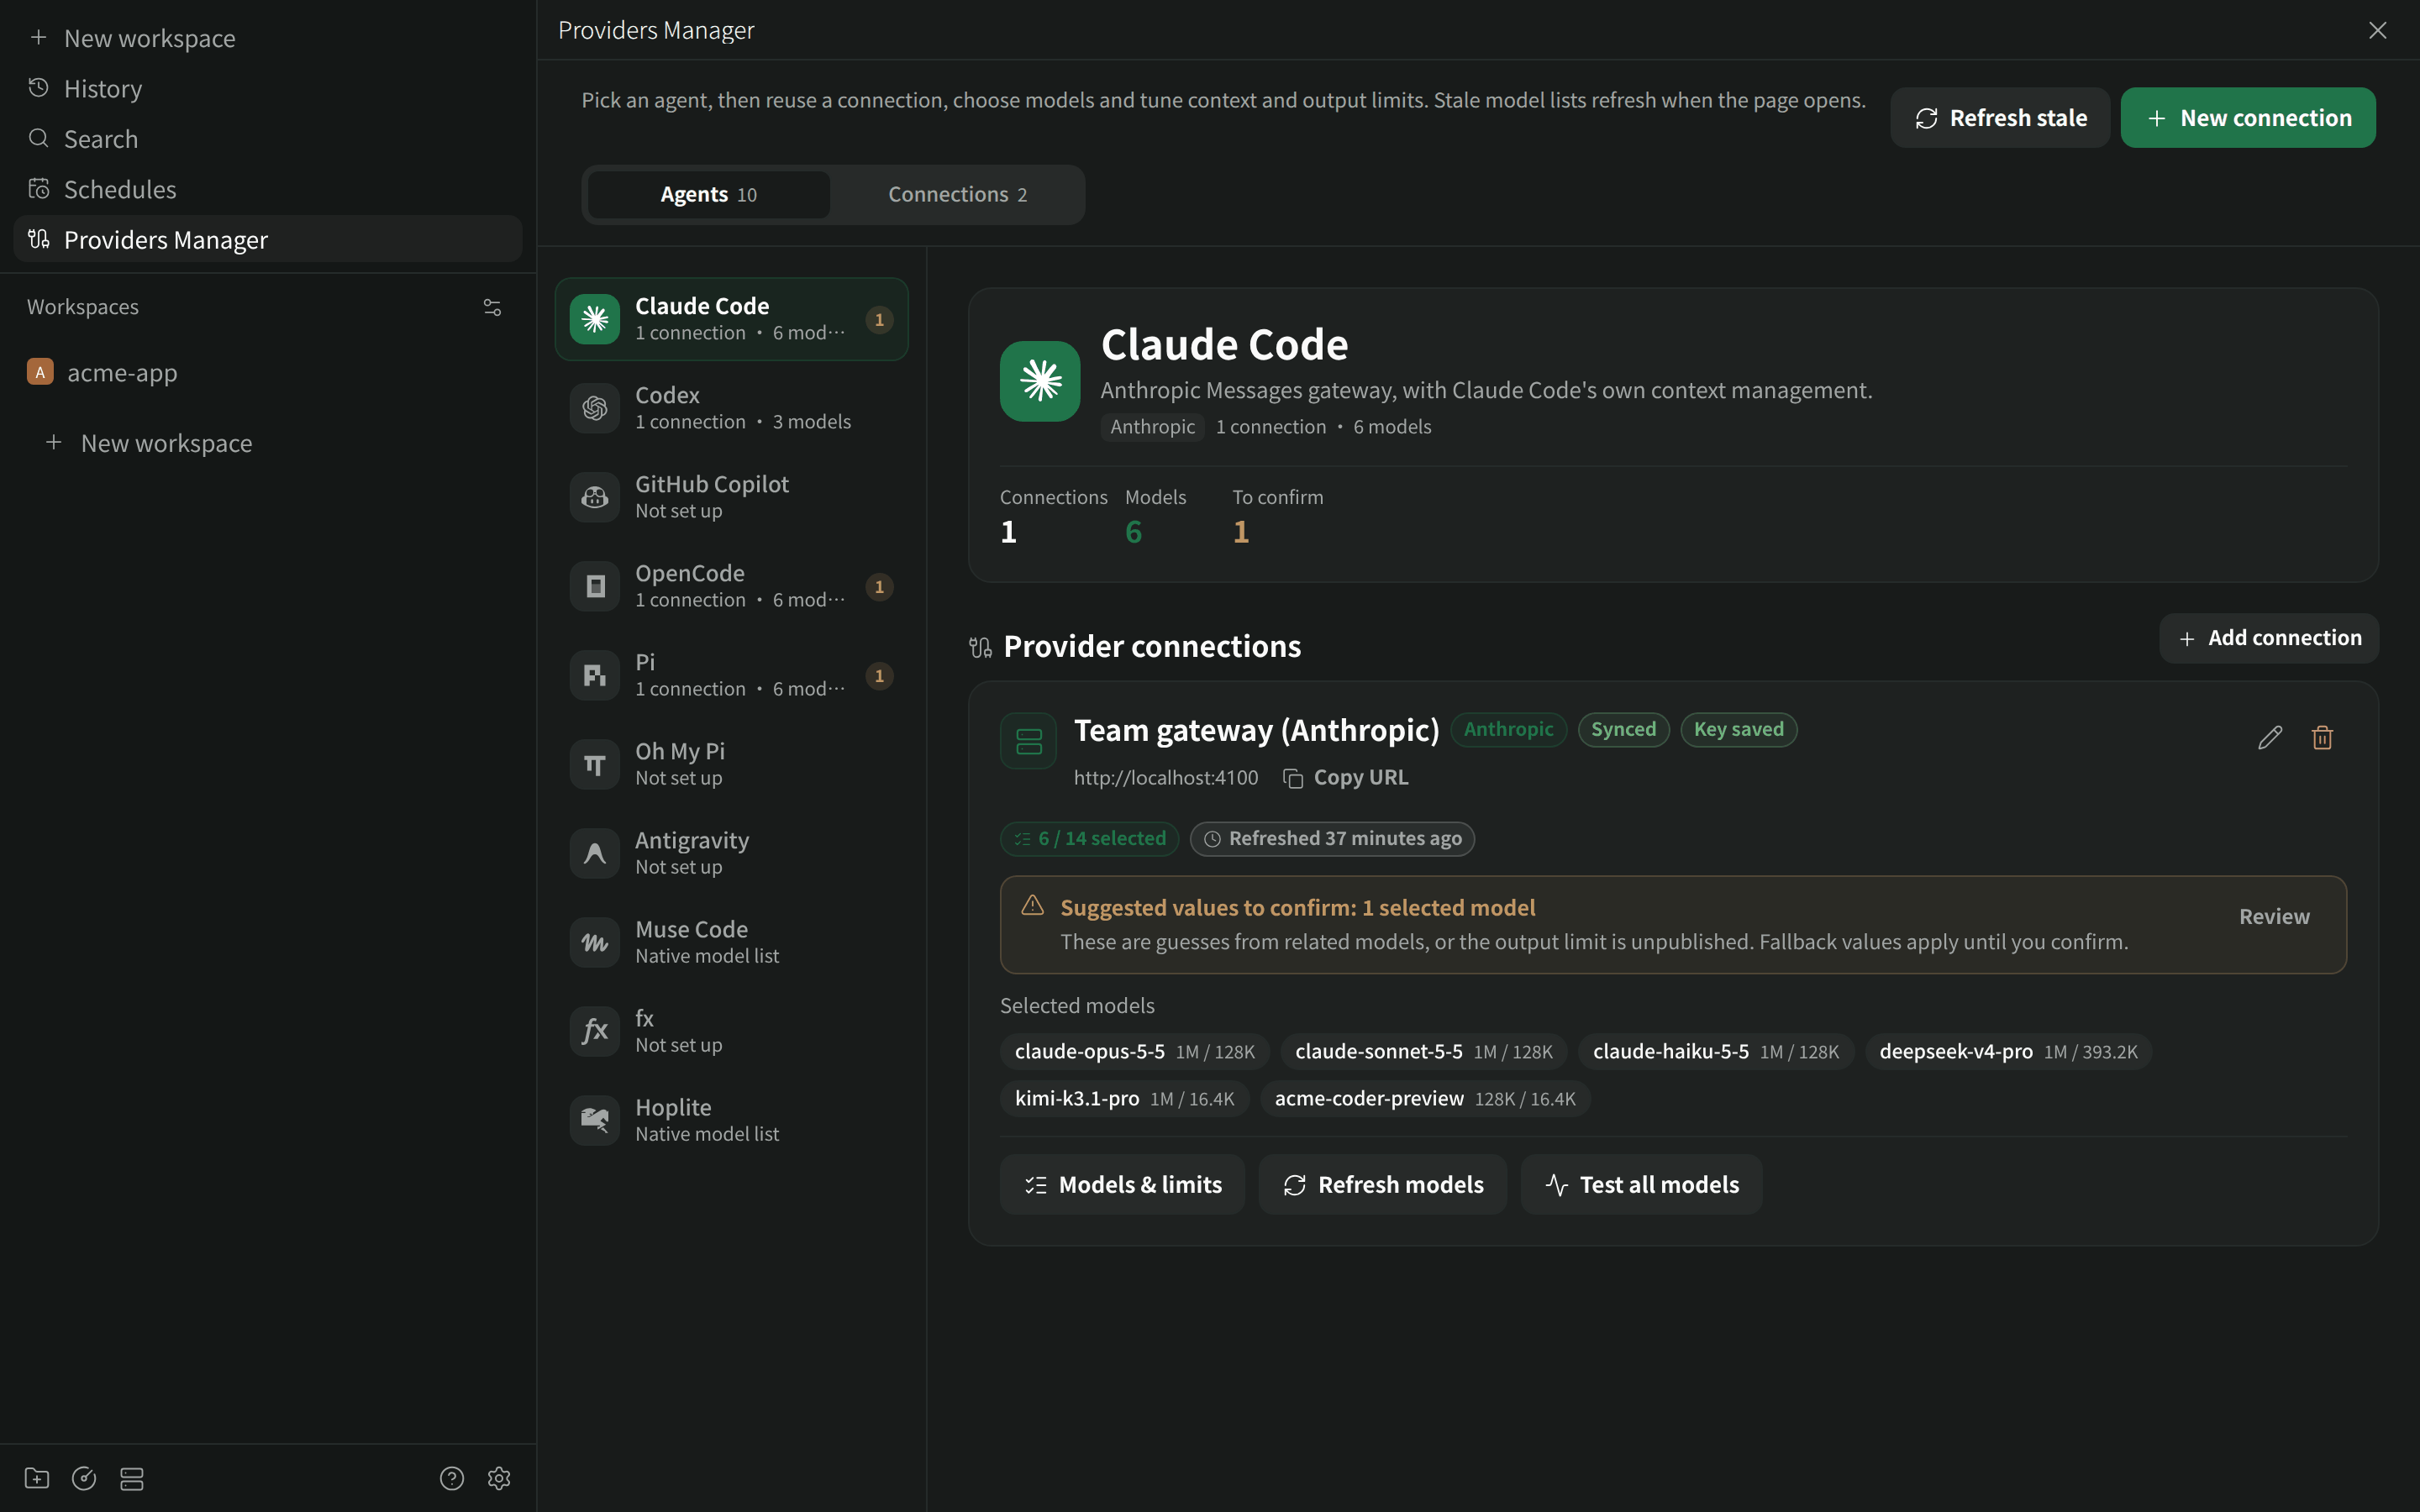 New workspace
History
Search
Schedules
Providers Manager
Workspaces
A acme-app
New workspace
Providers Manager
Pick an agent, then reuse a connection, choose models and tune context and output limits. Stale model lists refresh when the page opens.
Refresh stale
New connection
Agents 10
Connections 2
Claude Code
1 connection • 6 mod…
1
Codex
1 connection • 3 models
GitHub Copilot
Not set up
OpenCode
1 connection • 6 mod…
1
Pi
1 connection • 6 mod…
1
Oh My Pi
Not set up
Antigravity
Not set up
Muse Code
Native model list
fx
fx
Not set up
Hoplite
Native model list
Claude Code
Anthropic Messages gateway, with Claude Code's own context management.
Anthropic 1 connection • 6 models
Connections Models To confirm
1 6 1
Provider connections
Add connection
Team gateway (Anthropic) Anthropic Synced Key saved
http://localhost:4100 Copy URL
6 / 14 selected Refreshed 37 minutes ago
Suggested values to confirm: 1 selected model
These are guesses from related models, or the output limit is unpublished. Fallback values apply until you confirm.
Review
Selected models
claude-opus-5-5 1M / 128K claude-sonnet-5-5 1M / 128K claude-haiku-5-5 1M / 128K deepseek-v4-pro 1M / 393.2K
kimi-k3.1-pro 1M / 16.4K acme-coder-preview 128K / 16.4K
Models & limits Refresh models Test all models